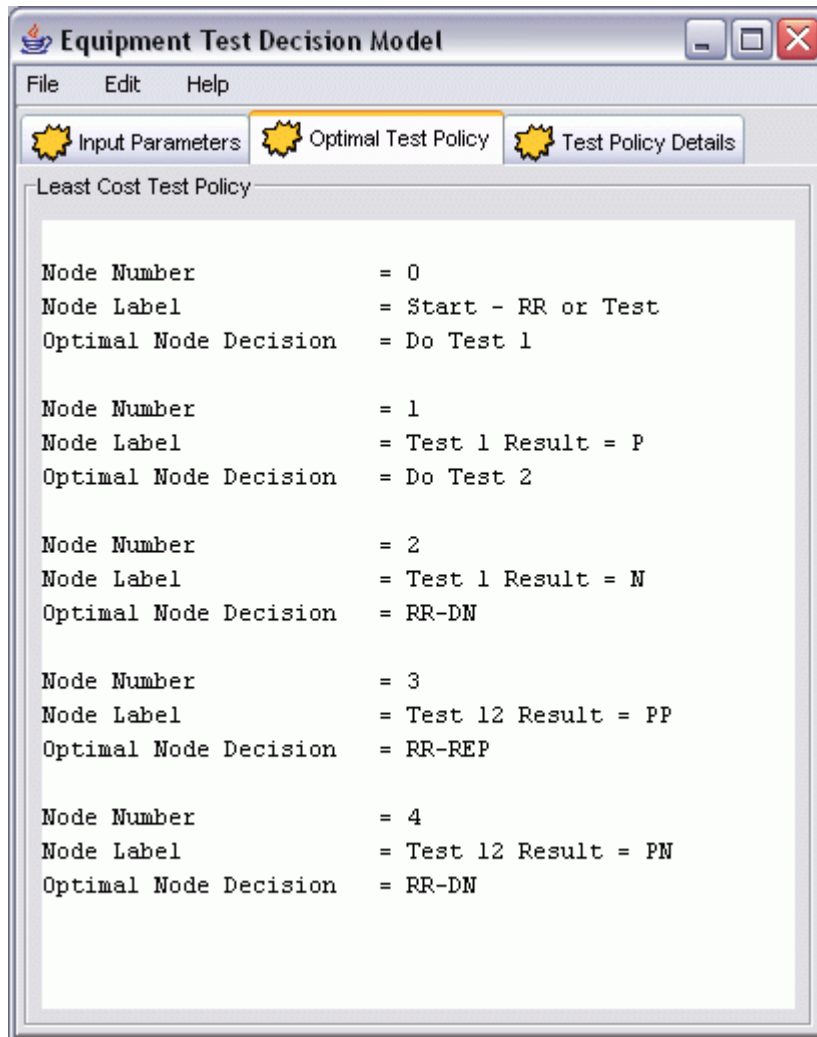 Equipment Test Decision Model
File Edit Help
Input Parameters Optimal Test Policy Test Policy Details
Least Cost Test Policy
Node Number = 0
Node Label = Start - RR or Test
Optimal Node Decision = Do Test 1
Node Number = 1
Node Label = Test 1 Result = P
Optimal Node Decision = Do Test 2
Node Number = 2
Node Label = Test 1 Result = N
Optimal Node Decision = RR-DN
Node Number = 3
Node Label = Test 12 Result = PP
Optimal Node Decision = RR-REP
Node Number = 4
Node Label = Test 12 Result = PN
Optimal Node Decision = RR-DN